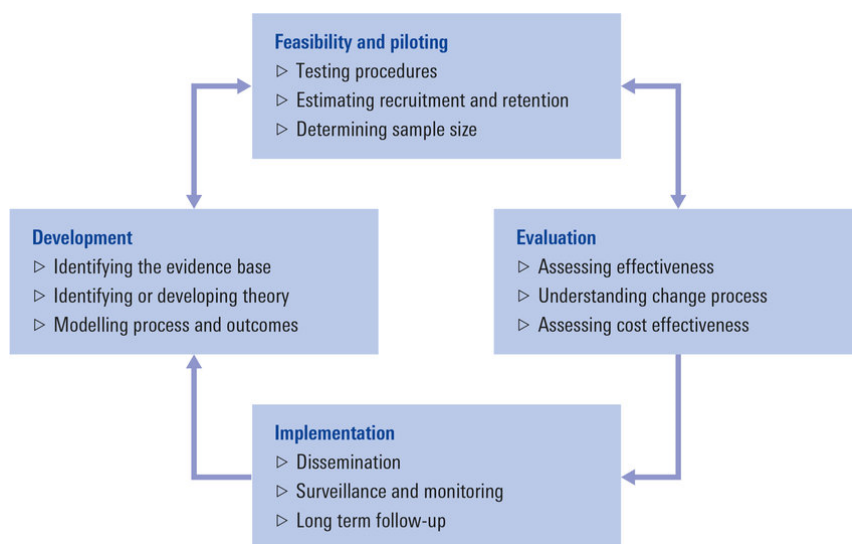 Feasibility and piloting
▷ Testing procedures
▷ Estimating recruitment and retention
▷ Determining sample size
Development
▷ Identifying the evidence base
▷ Identifying or developing theory
▷ Modelling process and outcomes
Evaluation
▷ Assessing effectiveness
▷ Understanding change process
▷ Assessing cost effectiveness
Implementation
▷ Dissemination
▷ Surveillance and monitoring
▷ Long term follow-up